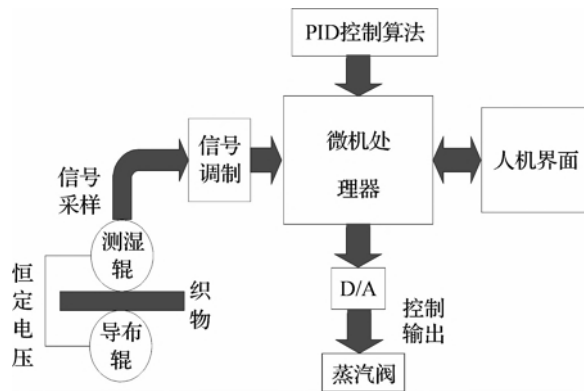 PID控制算法
微机处
理器
人机界面
信号
调制
信号
采样
测湿
辊
恒定电压
织物
导布
辊
D/A
控制
输出
蒸汽阀